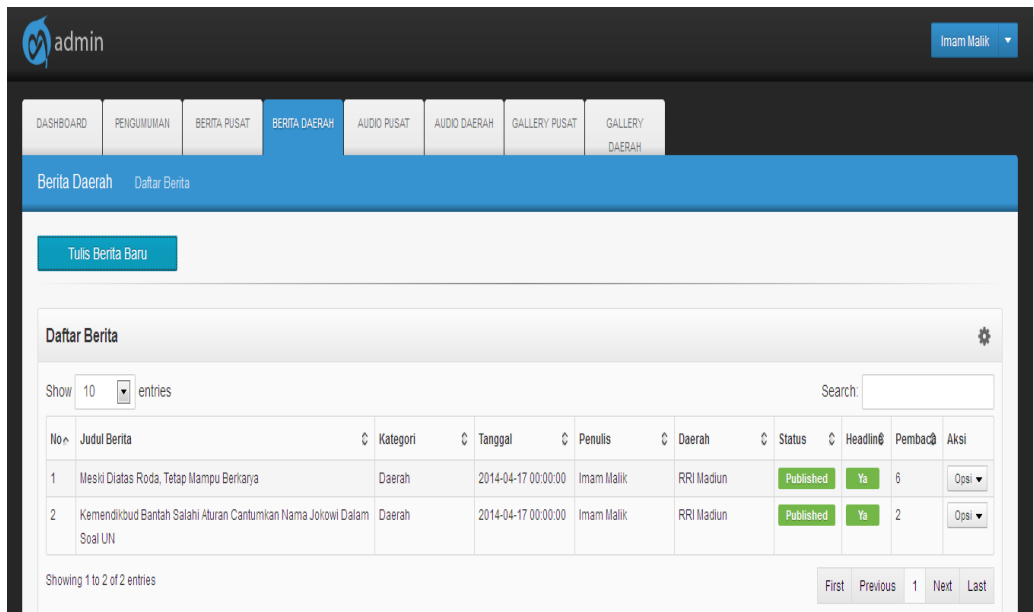 admin
Imam Malik
DASHBOARD PENGUMUMAN BERITA PUSAT BERITA DAERAH AUDIO PUSAT AUDIO DAERAH GALLERY PUSAT GALLERY
DAERAH
Berita Daerah Daftar Berita
Tulis Berita Baru
Daftar Berita
Show 10 entries Search:
No Judul Berita Kategori Tanggal Penulis Daerah Status Headline Pembaca Aksi
1 Meski Diatas Roda, Tetap Mampu Berkarya Daerah 2014-04-17 00:00:00 Imam Malik RRI Madiun Published Ya 6 Opsi
2 Kemendikbud Bantah Salahi Aturan Cantumkan Nama Jokowi Dalam Daerah 2014-04-17 00:00:00 Imam Malik RRI Madiun Published Ya 2 Opsi
Soal UN
Showing 1 to 2 of 2 entries
First Previous 1 Next Last